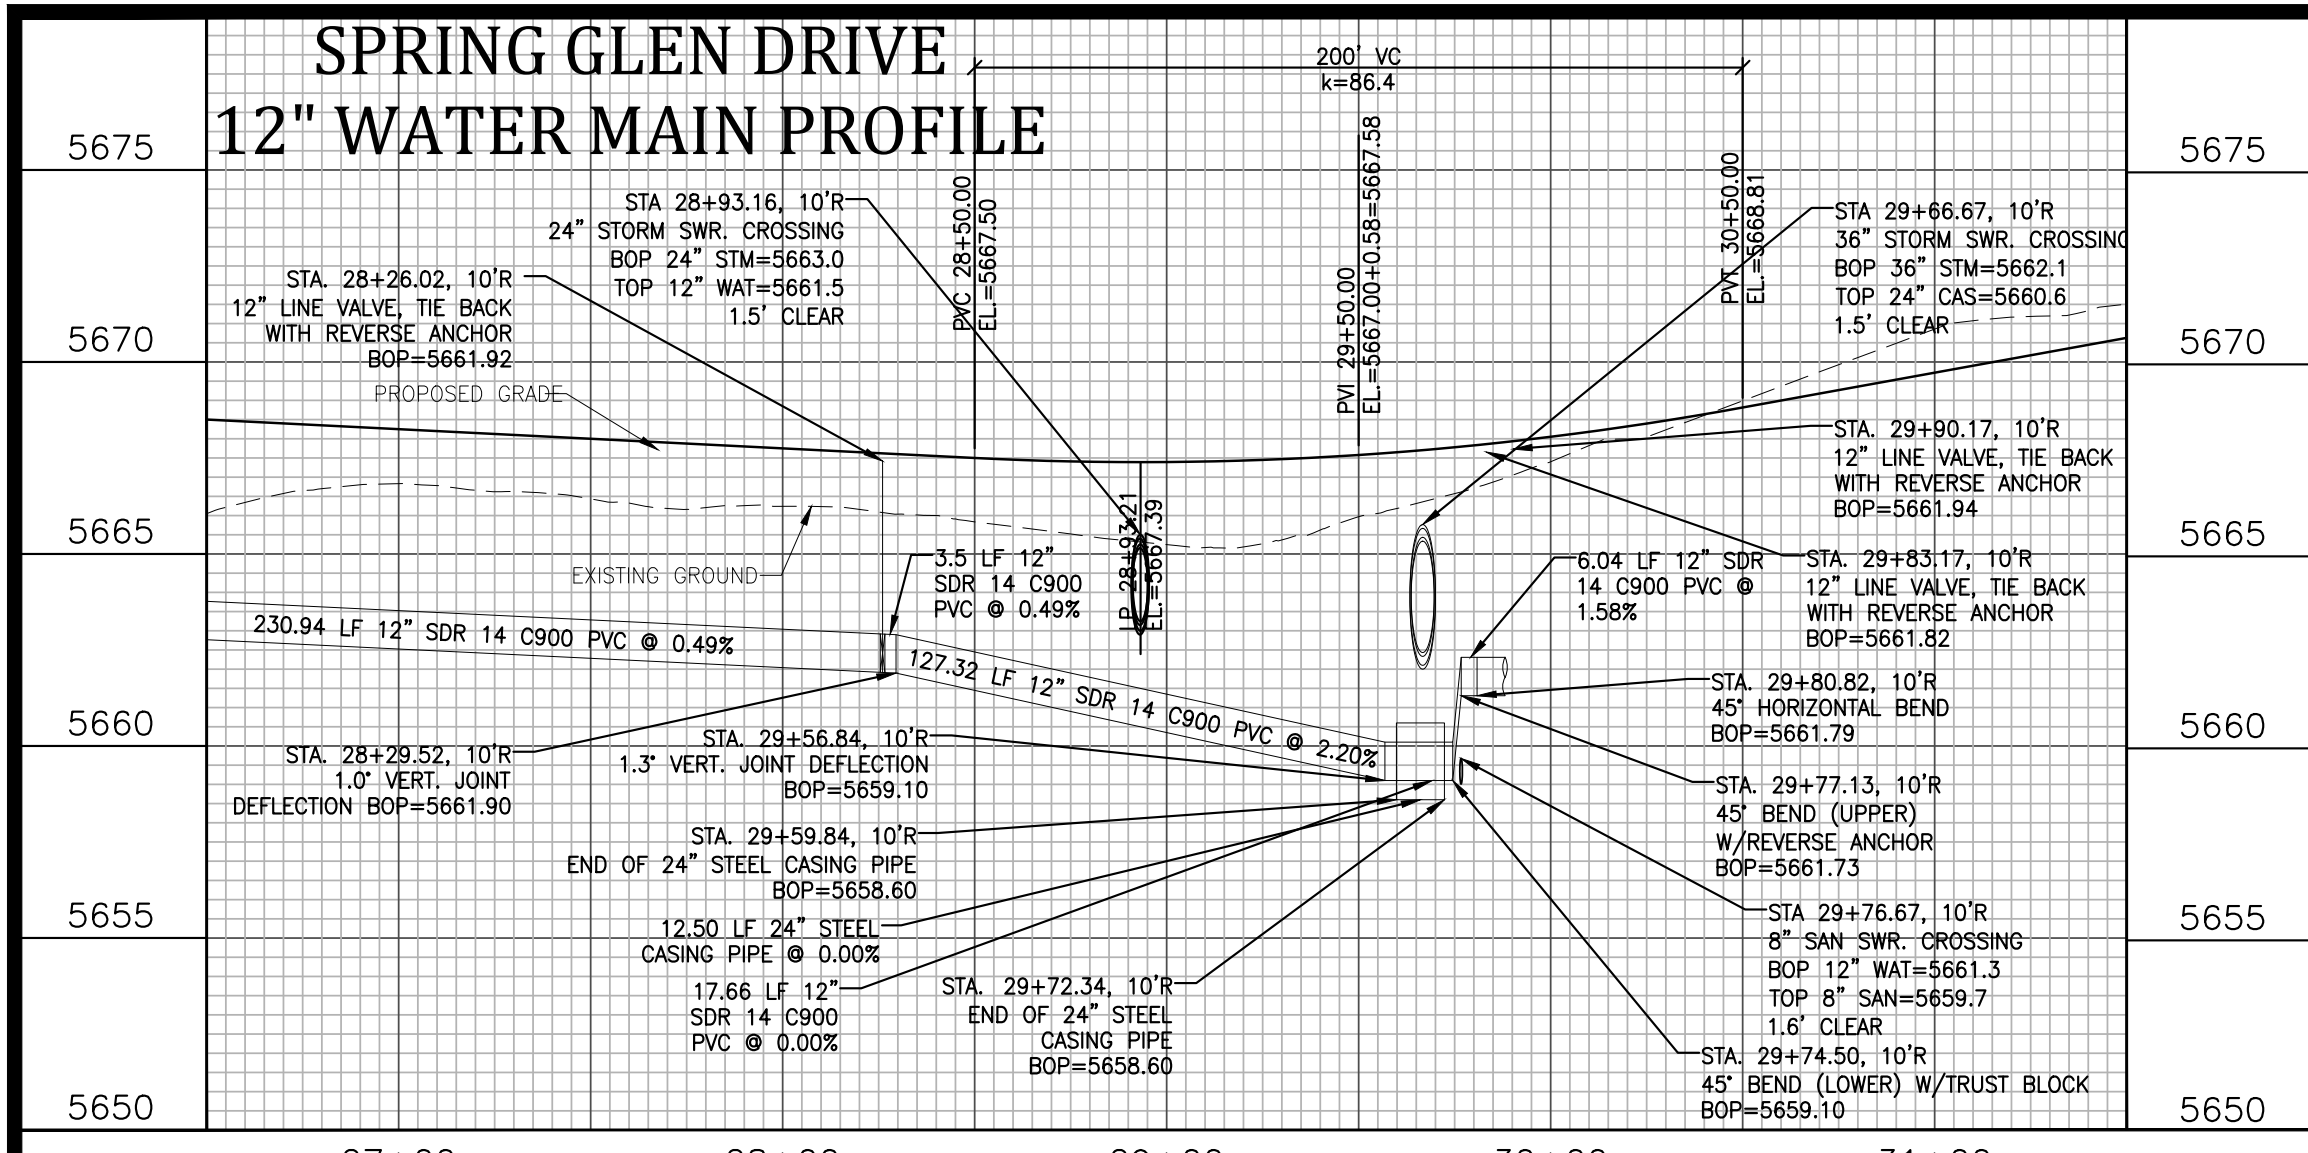 SPRING GLEN DRIVE
12" WATER MAIN PROFILE
200' VC
k=86.4
5675
5670
5665
5660
5655
5650
5675
5670
5665
5660
5655
5650
STA 28+93.16, 10'R
24" STORM SWR. CROSSING
BOP 24" STM=5663.0
TOP 12" WAT=5661.5
1.5' CLEAR
STA. 28+26.02, 10'R
12" LINE VALVE, TIE BACK
WITH REVERSE ANCHOR
BOP=5661.92
PROPOSED GRADE
EXISTING GROUND
PVC 28+50.00
EL.=5667.50
PVI 29+50.00
EL.=5667.00+0.58=5667.58
PVT 30+50.00
EL.=5668.81
LP 28+93.21
EL.=5667.39
STA 29+66.67, 10'R
36" STORM SWR. CROSSING
BOP 36" STM=5662.1
TOP 24" CAS=5660.6
1.5' CLEAR
STA. 29+90.17, 10'R
12" LINE VALVE, TIE BACK
WITH REVERSE ANCHOR
BOP=5661.94
3.5 LF 12"
SDR 14 C900
PVC @ 0.49%
6.04 LF 12" SDR
14 C900 PVC @
1.58%
STA. 29+83.17, 10'R
12" LINE VALVE, TIE BACK
WITH REVERSE ANCHOR
BOP=5661.82
230.94 LF 12" SDR 14 C900 PVC @ 0.49%
127.32 LF 12" SDR 14 C900 PVC @ 2.20%
STA. 29+80.82, 10'R
45° HORIZONTAL BEND
BOP=5661.79
STA. 28+29.52, 10'R
1.0° VERT. JOINT
DEFLECTION BOP=5661.90
STA. 29+56.84, 10'R
1.3° VERT. JOINT DEFLECTION
BOP=5659.10
STA. 29+77.13, 10'R
45° BEND (UPPER)
W/REVERSE ANCHOR
BOP=5661.73
STA. 29+59.84, 10'R
END OF 24" STEEL CASING PIPE
BOP=5658.60
12.50 LF 24" STEEL
CASING PIPE @ 0.00%
17.66 LF 12"
SDR 14 C900
PVC @ 0.00%
STA. 29+72.34, 10'R
END OF 24" STEEL
CASING PIPE
BOP=5658.60
STA 29+76.67, 10'R
8" SAN SWR. CROSSING
BOP 12" WAT=5661.3
TOP 8" SAN=5659.7
1.6' CLEAR
STA. 29+74.50, 10'R
45° BEND (LOWER) W/TRUST BLOCK
BOP=5659.10